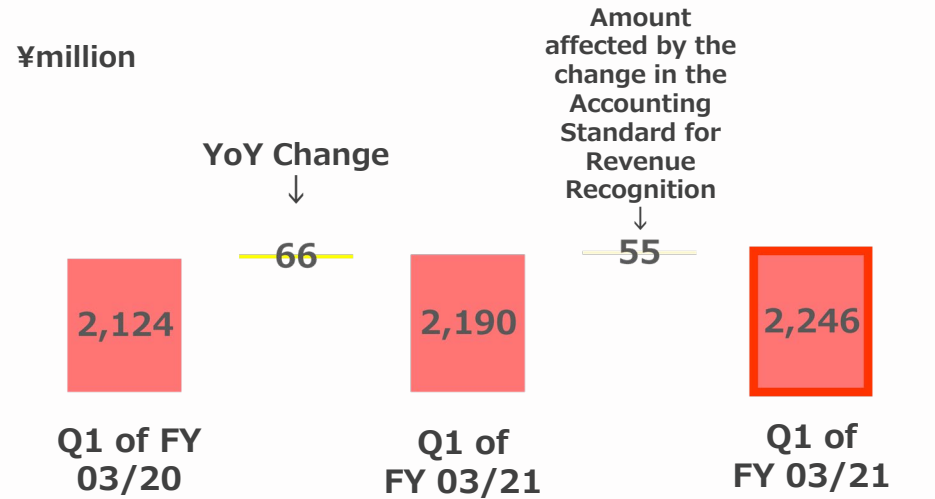 ¥million
Amount
affected by the
change in the
Accounting
Standard for
Revenue
Recognition
↓
YoY Change
↓
66
55
2,124
2,190
2,246
Q1 of FY
03/20
Q1 of
FY 03/21
Q1 of
FY 03/21